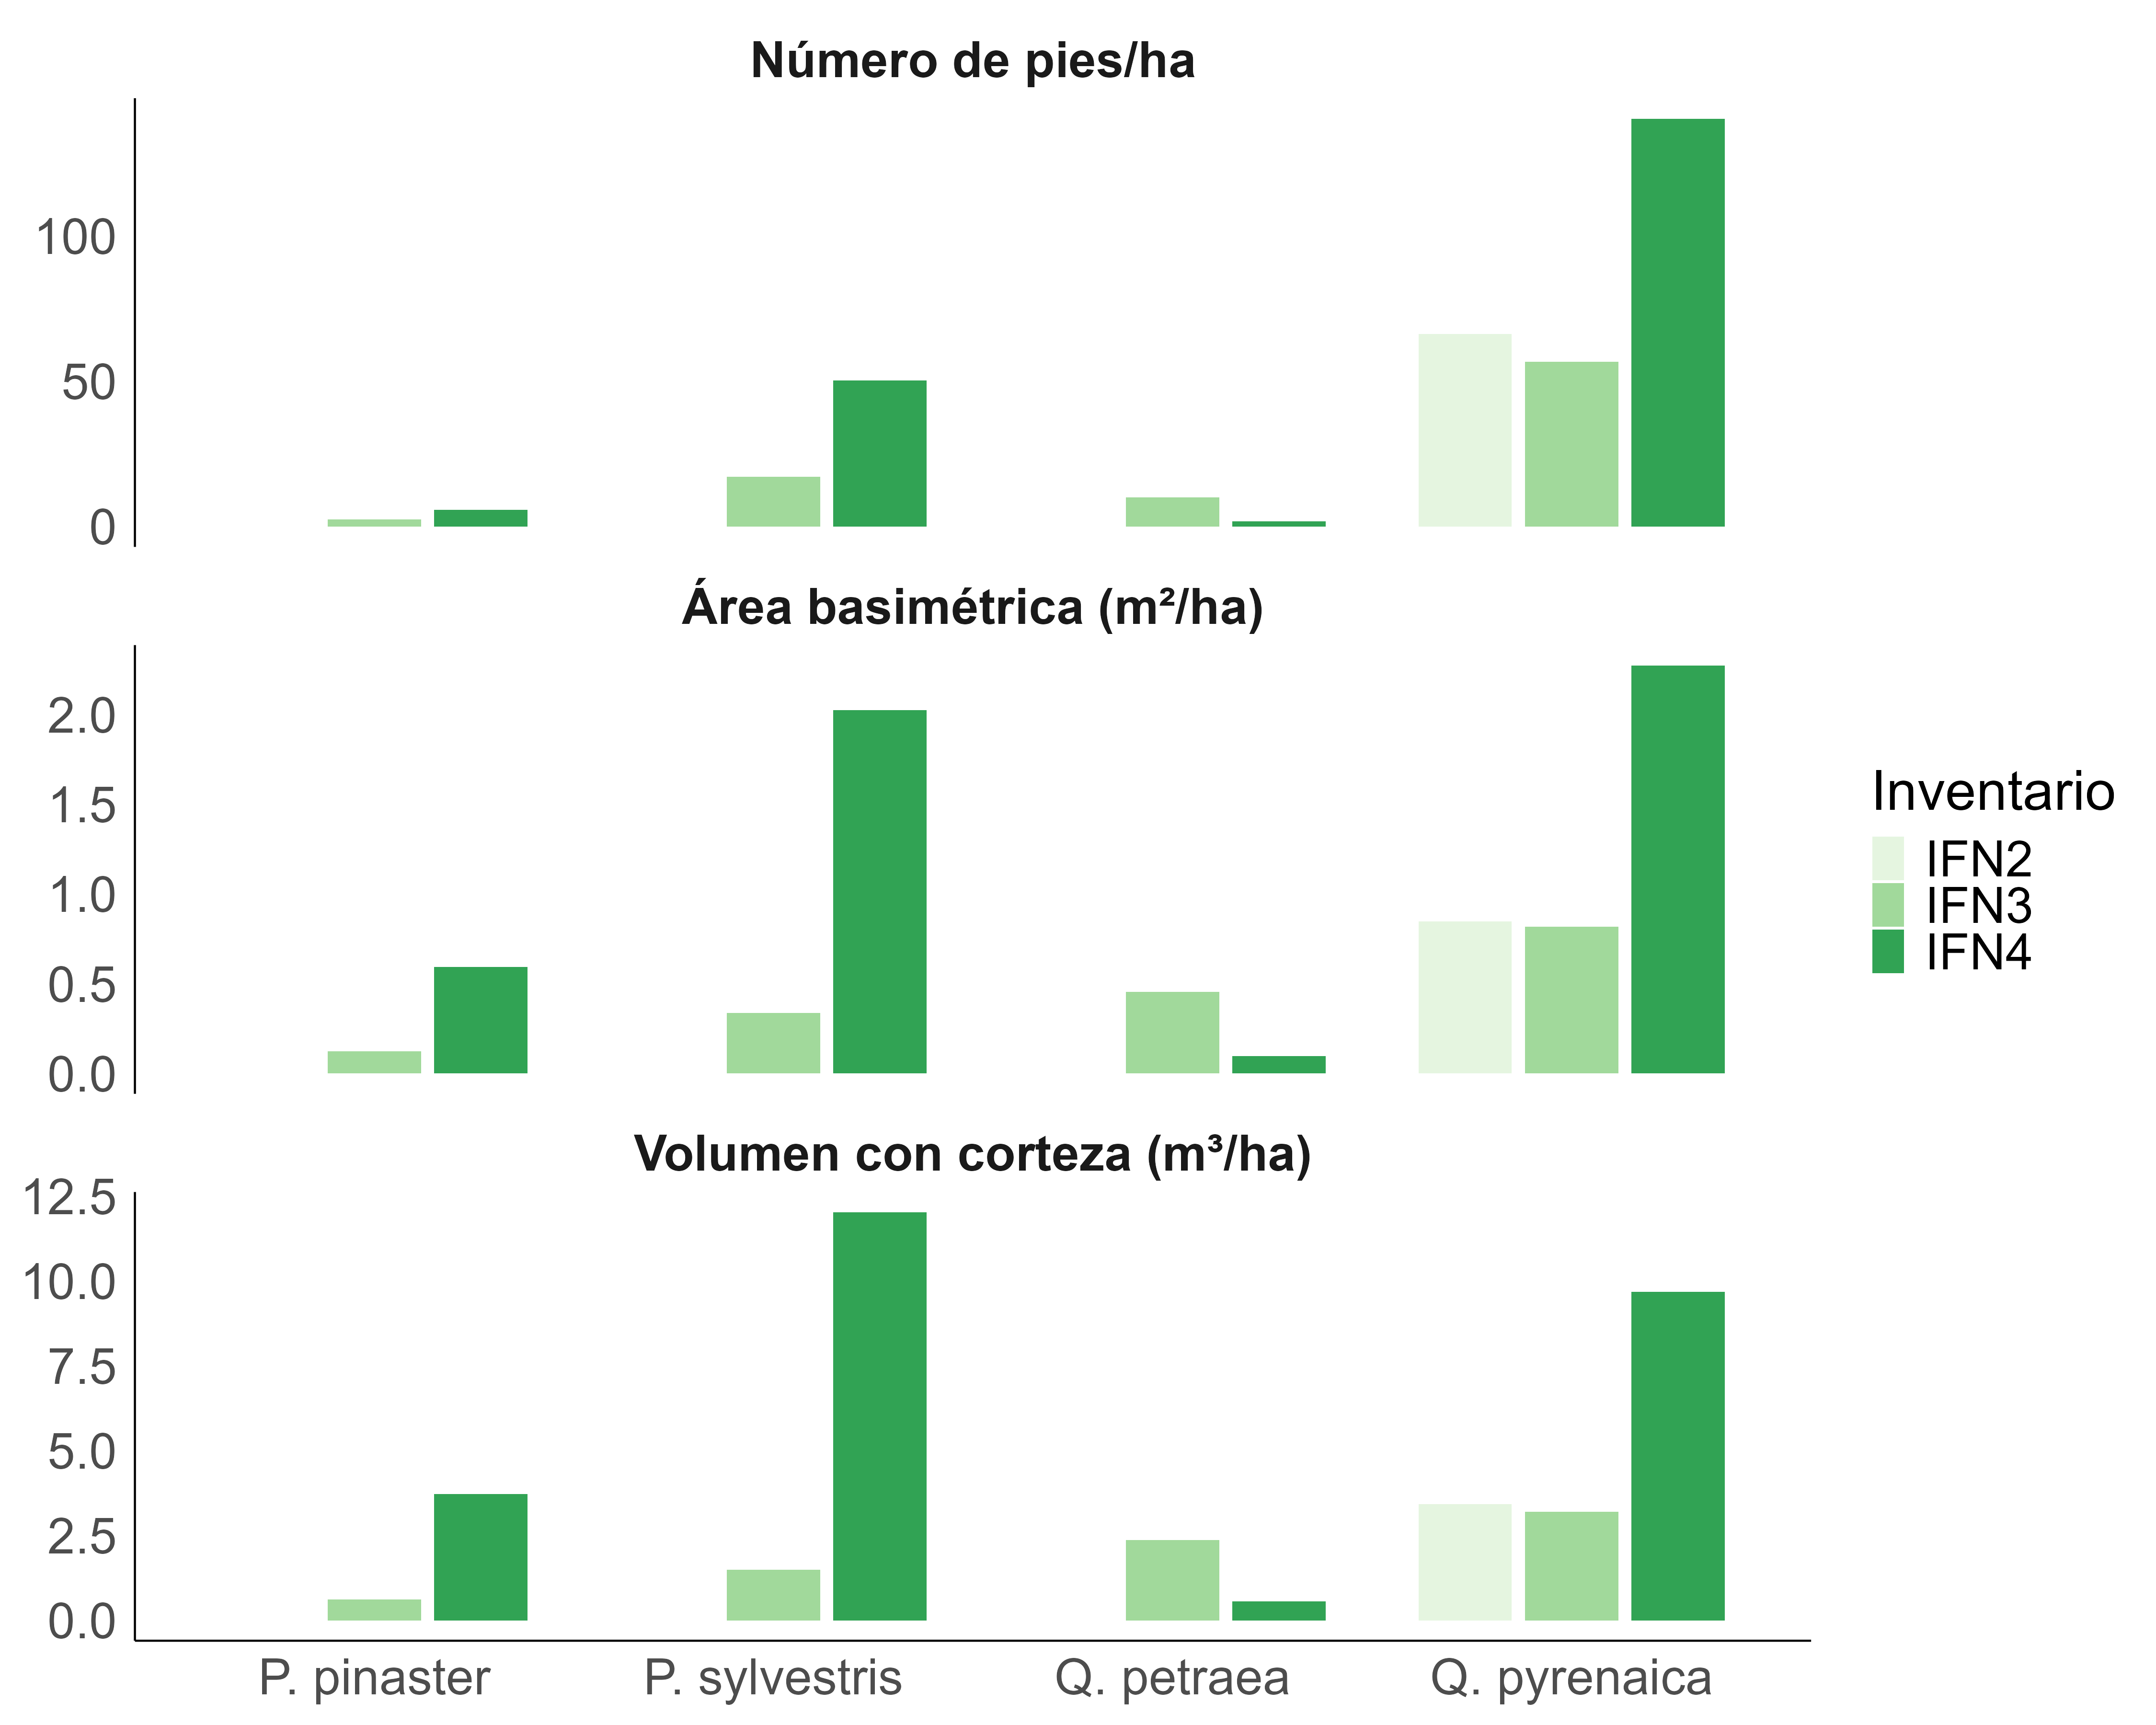 Número de pies/ha
100
50
0
Área basimétrica (m²/ha)
2.0
1.5
1.0
0.5
0.0
Volumen con corteza (m³/ha)
12.5
10.0
7.5
5.0
2.5
0.0
P. pinaster
P. sylvestris
Q. petraea
Q. pyrenaica
Inventario
IFN2
IFN3
IFN4